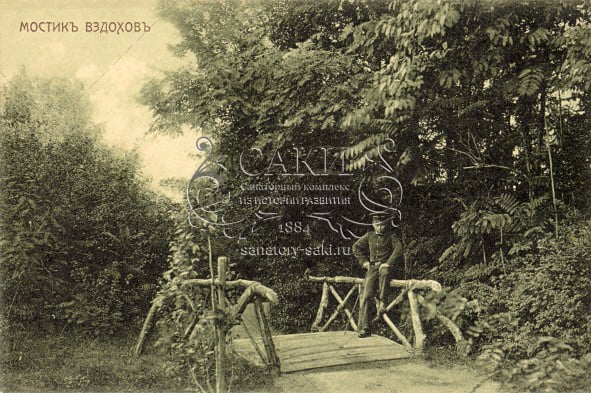 МОСТИКЪ ВЗДОХОВЪ
САКИ
САНАТОРНЫЙ КОМПЛЕКС
ИЗ ИСТОРИИ РАЗВИТИЯ
1884
sanatory-saki.ru